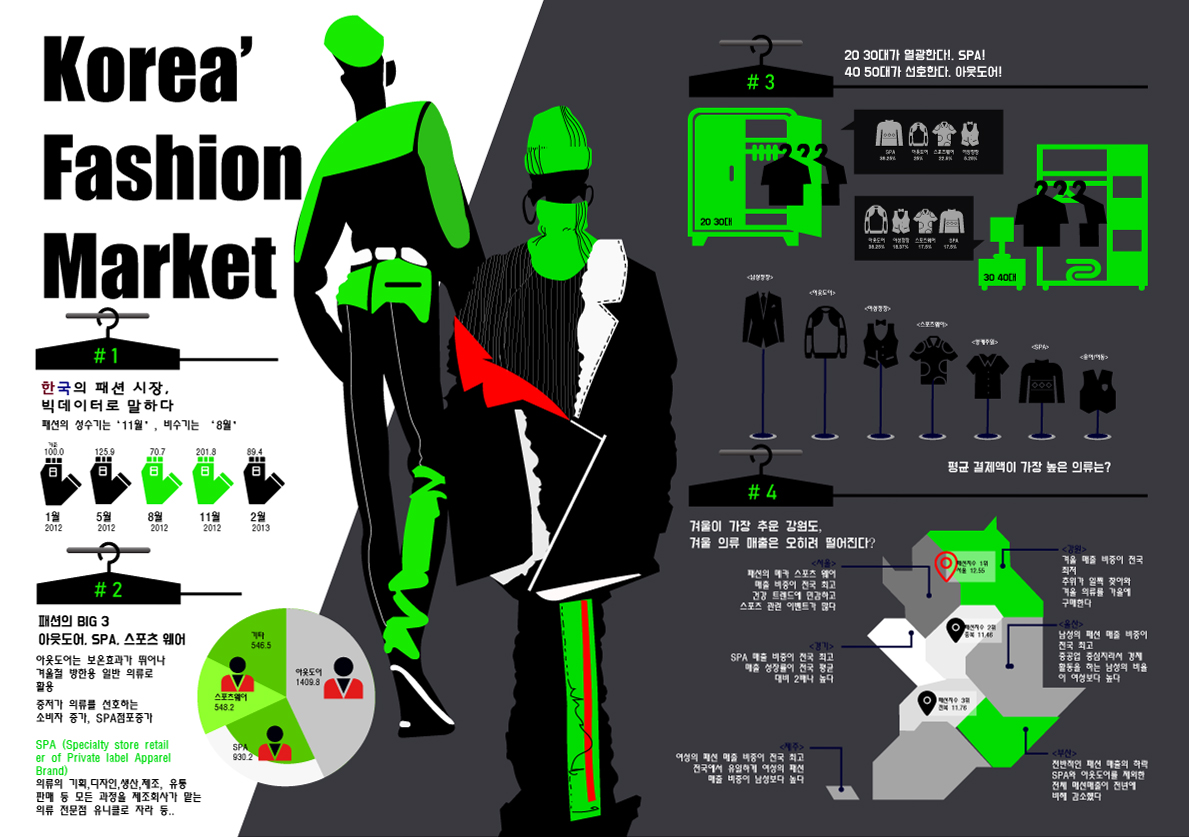 Korea’
Fashion
Market
#1
한국의 패션 시장,
빅데이터로 말하다
패션의 성수기는 ‘11월’ , 비수기는 ‘8월’
기준
100.0
125.9
70.7
201.8
89.4
1월
2012
5월
2012
8월
2012
11월
2012
2월
2013
#2
패션의 BIG 3
아웃도어, SPA, 스포츠 웨어
아웃도어는 보온효과가 뛰어나
겨울철 방한용 일반 의류로
활용
중저가 의류를 선호하는
소비자 증가, SPA점포증가
SPA (Specialty store retail
er of Private label Apparel
Brand)
의류의 기획,디자인,생산,제조, 유통
판매 등 모든 과정을 제조회사가 맡는
의류 전문점 유니클로 자라 등..
기타
546.5
아웃도어
1409.8
스포츠웨어
548.2
SPA
930.2
#3
20 30대가 열광한다!. SPA!
40 50대가 선호한다. 아웃도어!
20 30대
SPA
아웃도어
스포츠웨어
여성정장
25%
22.5%
아웃도어
여성정장
스포츠웨어
SPA
17.5%
17.5%
30 40대
<남성정장>
<아웃도어>
<여성정장>
<스포츠웨어>
<SPA>
평균 결제액이 가장 높은 의류는?
#4
겨울이 가장 추운 강원도,
겨울 의류 매출은 오히려 떨어진다?
<서울>
패션의 메카 스포츠 웨어
매출 비중이 전국 최고
건강 트렌드에 민감하고
스포츠 관련 이벤트가 많다
<경기>
SPA 매출 비중이 전국 최고
매출 성장률이 전국 평균
대비 2배나 높다
<제주>
여성의 패션 매출 비중이 전국 최고
전국에서 유일하게 여성의 패션
매출 비중이 남성보다 높다
패션지수 1위
서울 12.55
패션지수 2위
충북 11.46
패션지수 3위
전북 11.76
<강원>
겨울 매출 비중이 전국
최저
추위가 일찍 찾아와
겨울 의류를 가을에
구매한다
<울산>
남성의 패션 매출 비중이
전국 최고
중공업 중심지라서 경제
활동을 하는 남성의 비율
이 여성보다 높다
<부산>
전반적인 패션 매출의 하락
SPA와 아웃도어를 제외한
전체 패션매출이 전년에
비해 감소했다